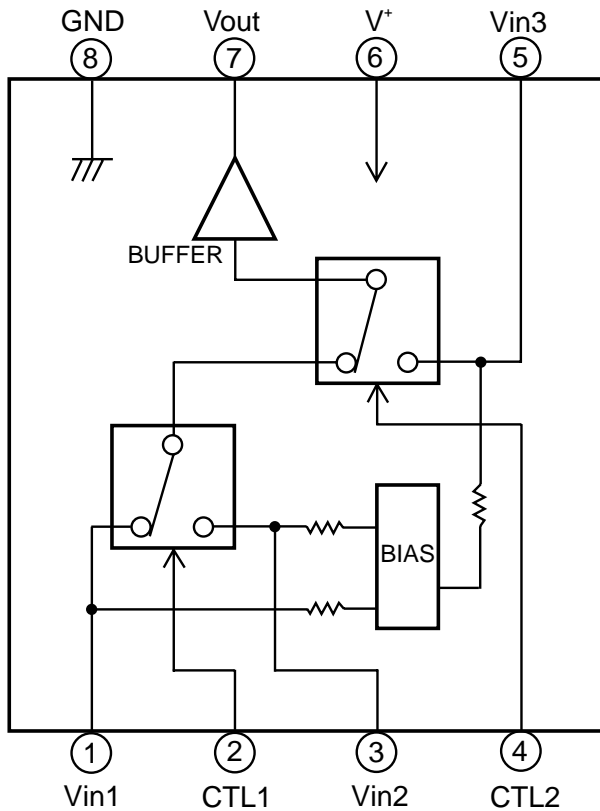 GND Vout V+ Vin3
8 7 6 5
BUFFER
BIAS
1 2 3 4
Vin1 CTL1 Vin2 CTL2